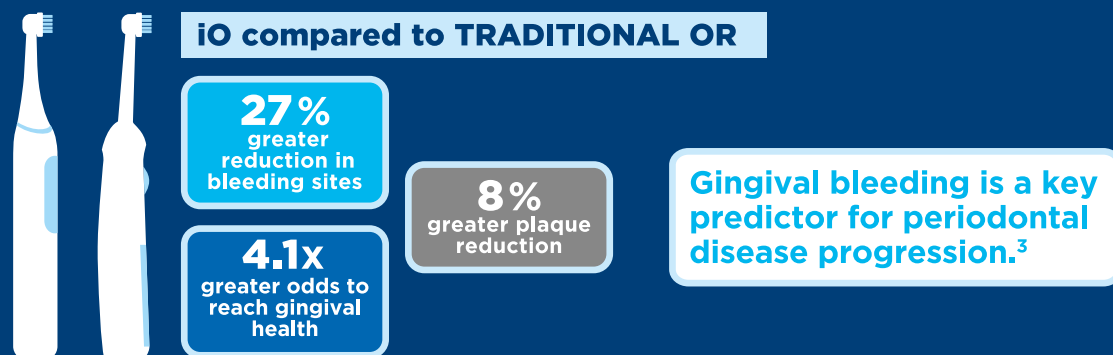 iO compared to TRADITIONAL OR
27%
greater
reduction in
bleeding sites
4.1x
greater odds to
reach gingival
health
8%
greater plaque
reduction
Gingival bleeding is a key
predictor for periodontal
disease progression.³